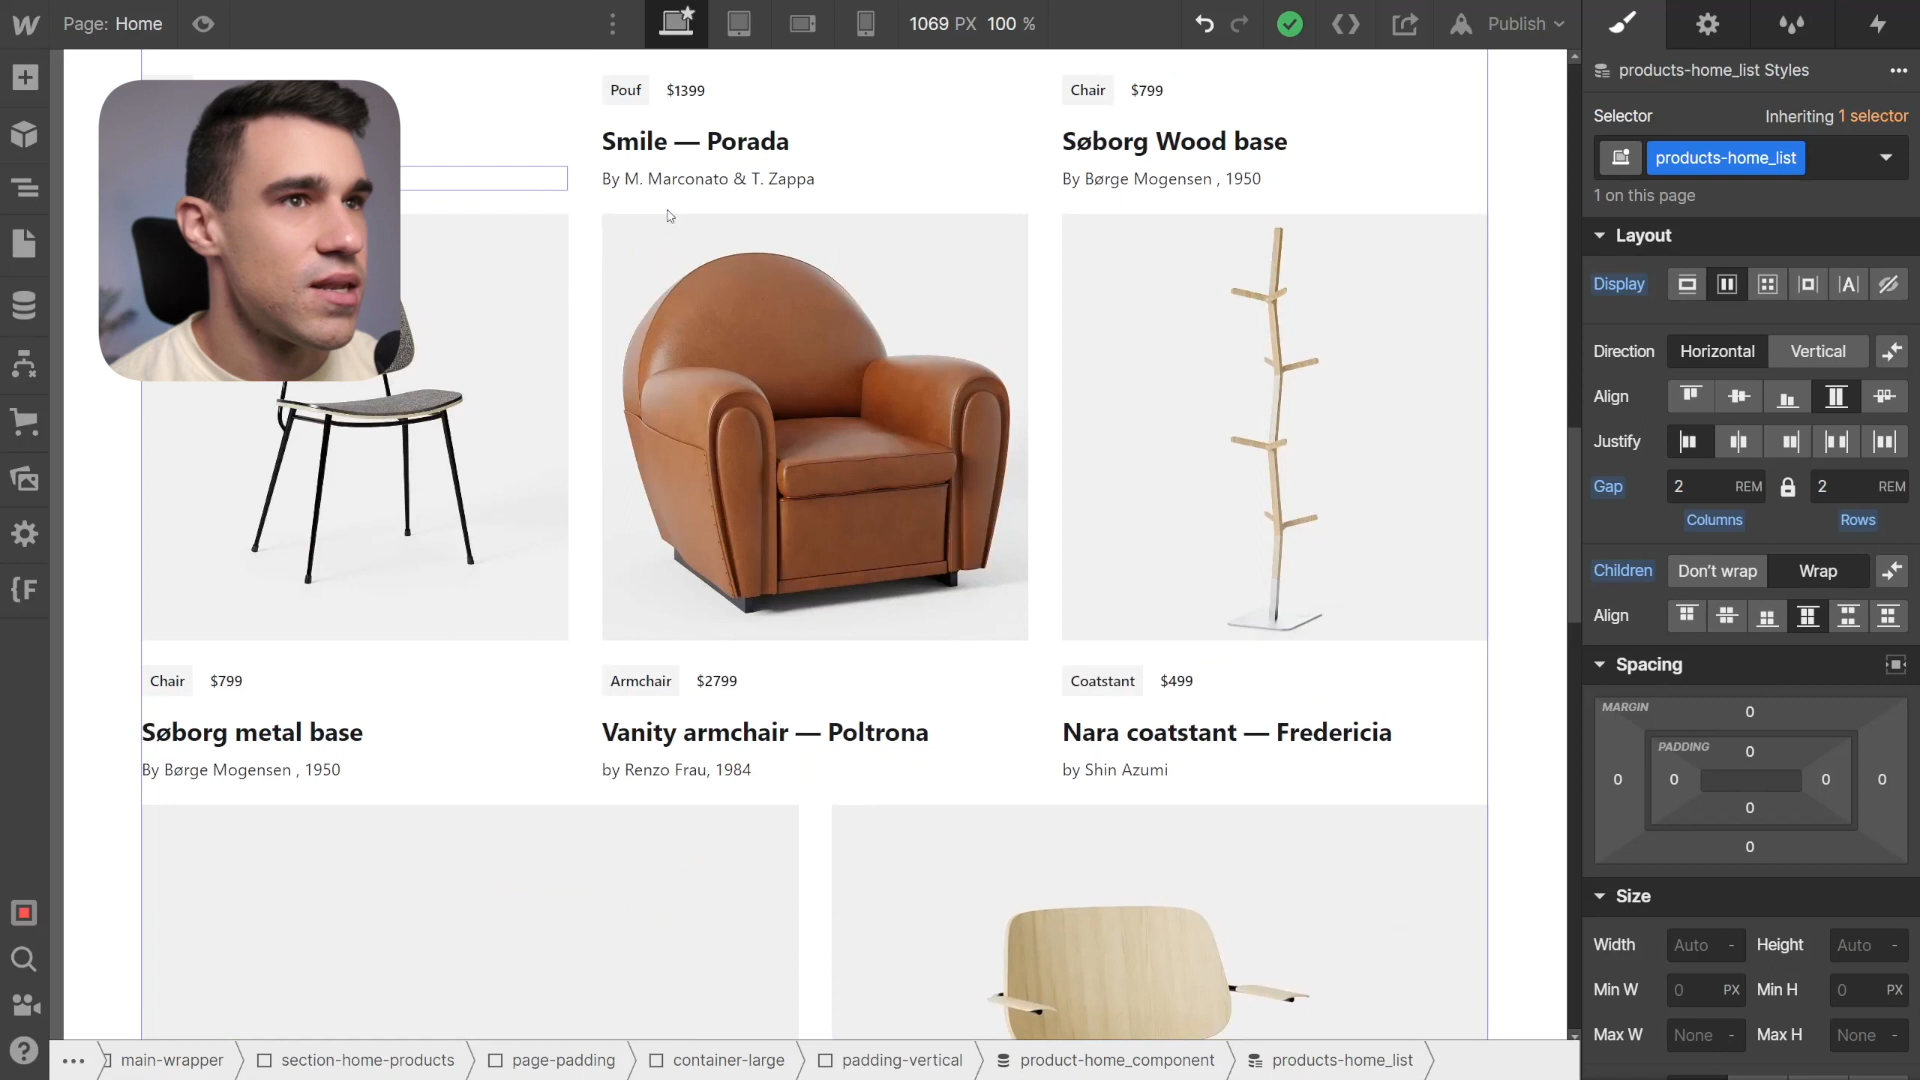 Page: Home
1069 PX 100 %
Publish
Pouf $1399
Chair $799
Smile — Porada
Søborg Wood base
By M. Marconato & T. Zappa
By Børge Mogensen , 1950
Chair $799
Armchair $2799
Coatstant $499
Søborg metal base
Vanity armchair — Poltrona
Nara coatstant — Fredericia
By Børge Mogensen , 1950
by Renzo Frau, 1984
by Shin Azumi
main-wrapper
section-home-products
page-padding
container-large
padding-vertical
product-home_component
products-home_list
products-home_list Styles
Selector
Inheriting 1 selector
products-home_list
1 on this page
Layout
Display
Direction Horizontal Vertical
Align
Justify
Gap 2 REM 2 REM
Columns Rows
Children Don't wrap Wrap
Align
Spacing
MARGIN 0
PADDING 0
0 0 0 0
0
0
Size
Width Auto - Height Auto -
Min W 0 PX Min H 0 PX
Max W None - Max H None -